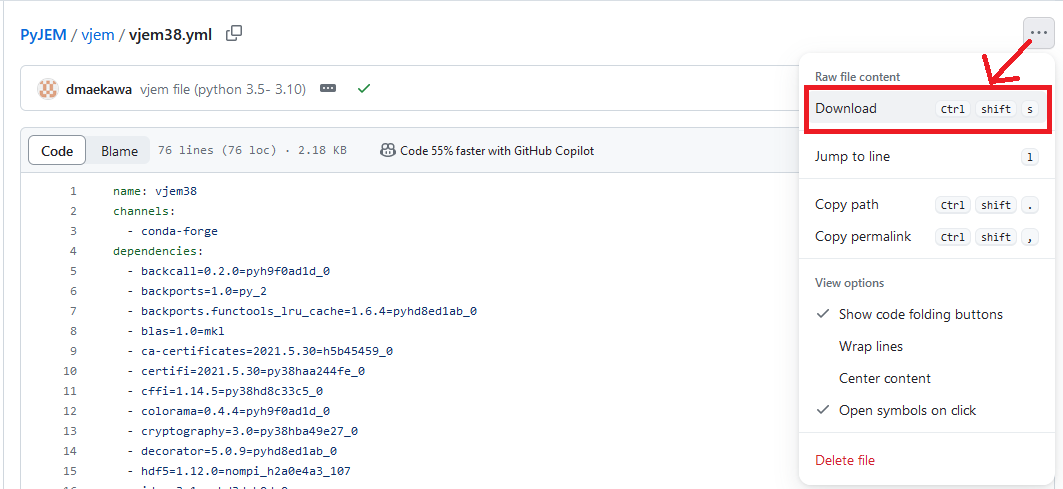 PyJEM / vjem / vjem38.yml
dmaekawa vjem file (python 3.5- 3.10)
Code Blame 76 lines (76 loc) · 2.18 KB Code 55% faster with GitHub Copilot
1 name: vjem38
2 channels:
3 - conda-forge
4 dependencies:
5 - backcall=0.2.0=pyh9f0ad1d_0
6 - backports=1.0=py_2
7 - backports.functools_lru_cache=1.6.4=pyhd8ed1ab_0
8 - blas=1.0=mkl
9 - ca-certificates=2021.5.30=h5b45459_0
10 - certifi=2021.5.30=py38haa244fe_0
11 - cffi=1.14.5=py38hd8c33c5_0
12 - colorama=0.4.4=pyh9f0ad1d_0
13 - cryptography=3.0=py38hba49e27_0
14 - decorator=5.0.9=pyhd8ed1ab_0
15 - hdf5=1.12.0=nompi_h2a0e4a3_107
Raw file content
Download Ctrl shift s
Jump to line l
Copy path Ctrl shift .
Copy permalink Ctrl shift ,
View options
Show code folding buttons
Wrap lines
Center content
Open symbols on click
Delete file